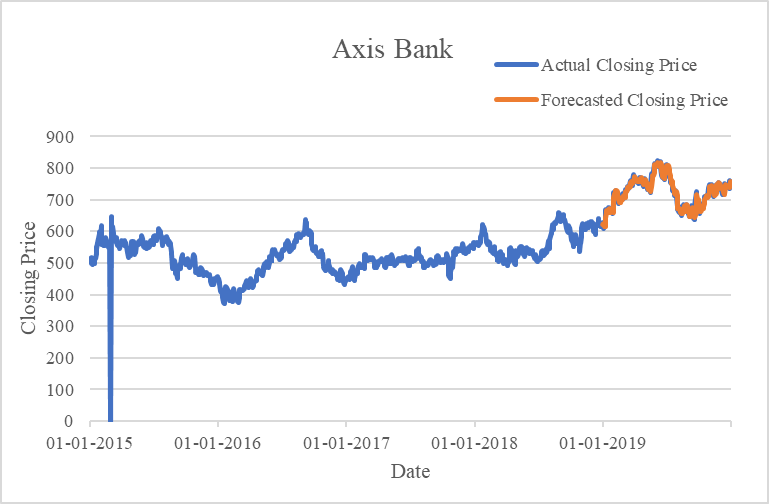 Axis Bank
Actual Closing Price
Forecasted Closing Price
Closing Price
900
800
700
600
500
400
300
200
100
0
01-01-2015 01-01-2016 01-01-2017 01-01-2018 01-01-2019
Date